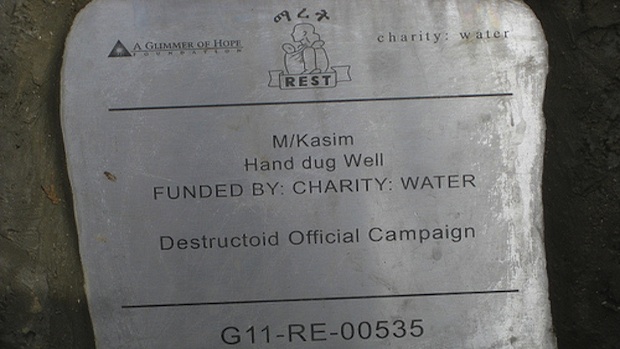 ማረት
A GLIMMER OF HOPE
FOUNDATION
charity: water
REST
M/Kasim
Hand dug Well
FUNDED BY: CHARITY: WATER
Destructoid Official Campaign
G11-RE-00535